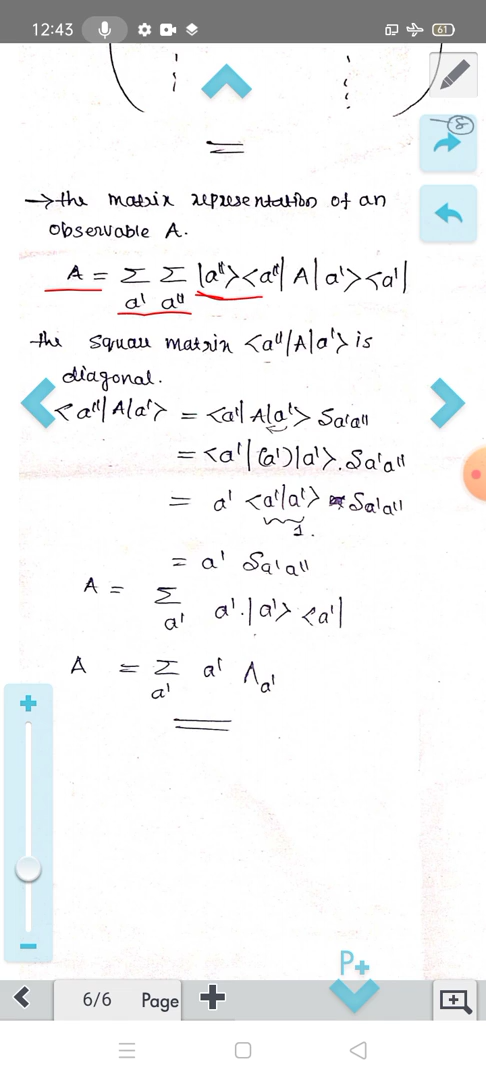 12:43
61
8
→ the matrix representation of an
observable A.
A = Σ Σ |a''> <a''| A | a'> <a'|
a' a''
the square matrix <a''|A|a'> is
diagonal.
<a''|A|a'> = <a'| A|a'> δa'a''
= <a'| (a')|a'>. δa'a''
= a' <a'|a'> δa'a''
1.
= a' δa'a''
A = Σ a'.|a'> <a'|
a'
A = Σ a' Λa'
a'
P+
6/6 Page